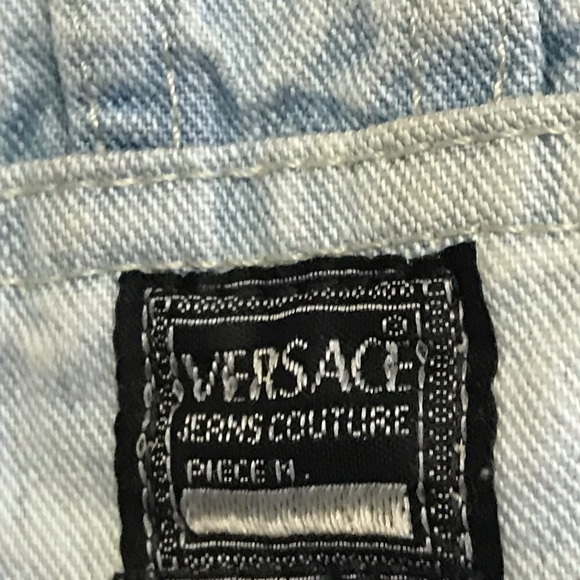 ®
VERSACE
JEANS COUTURE
PIECE N.